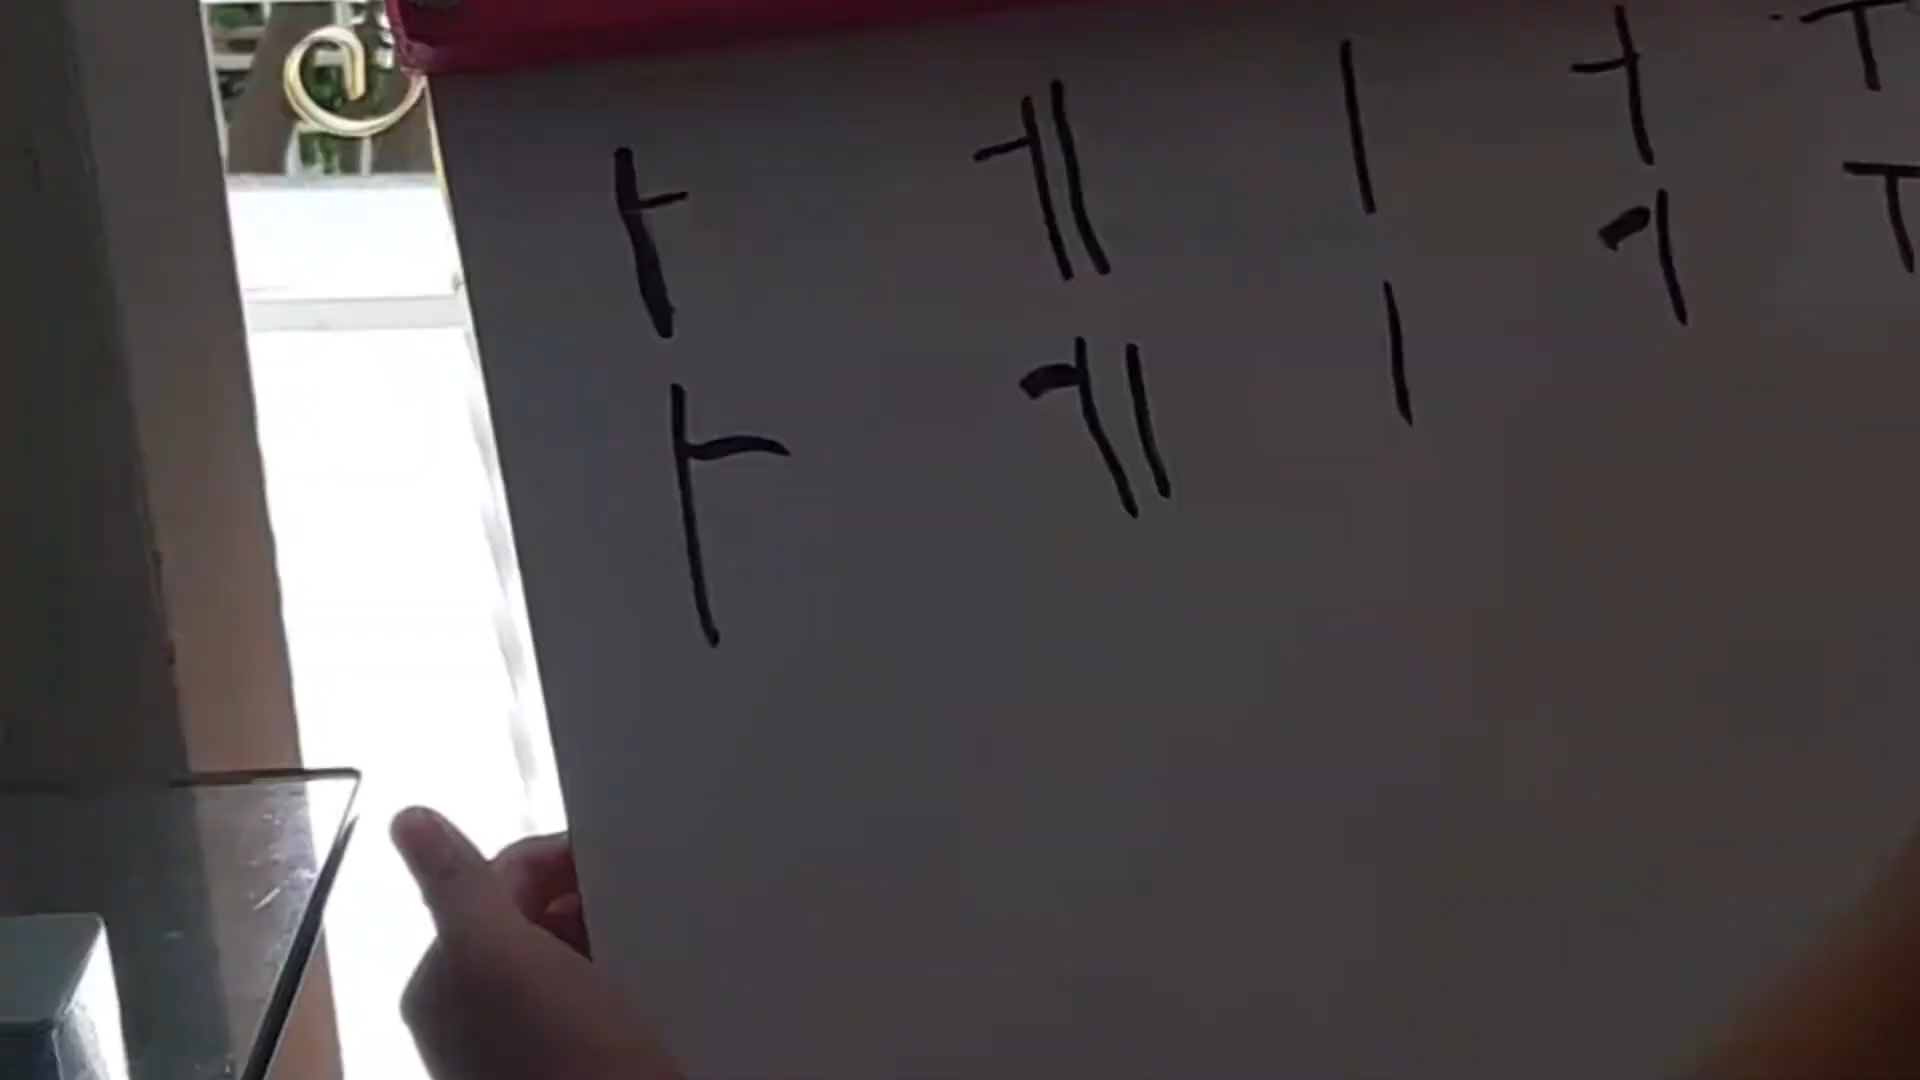 ㅏ ㅔ ㅣ ㅓ ㅜ
ㅏ ㅔ ㅣ ㅓ ㅜ